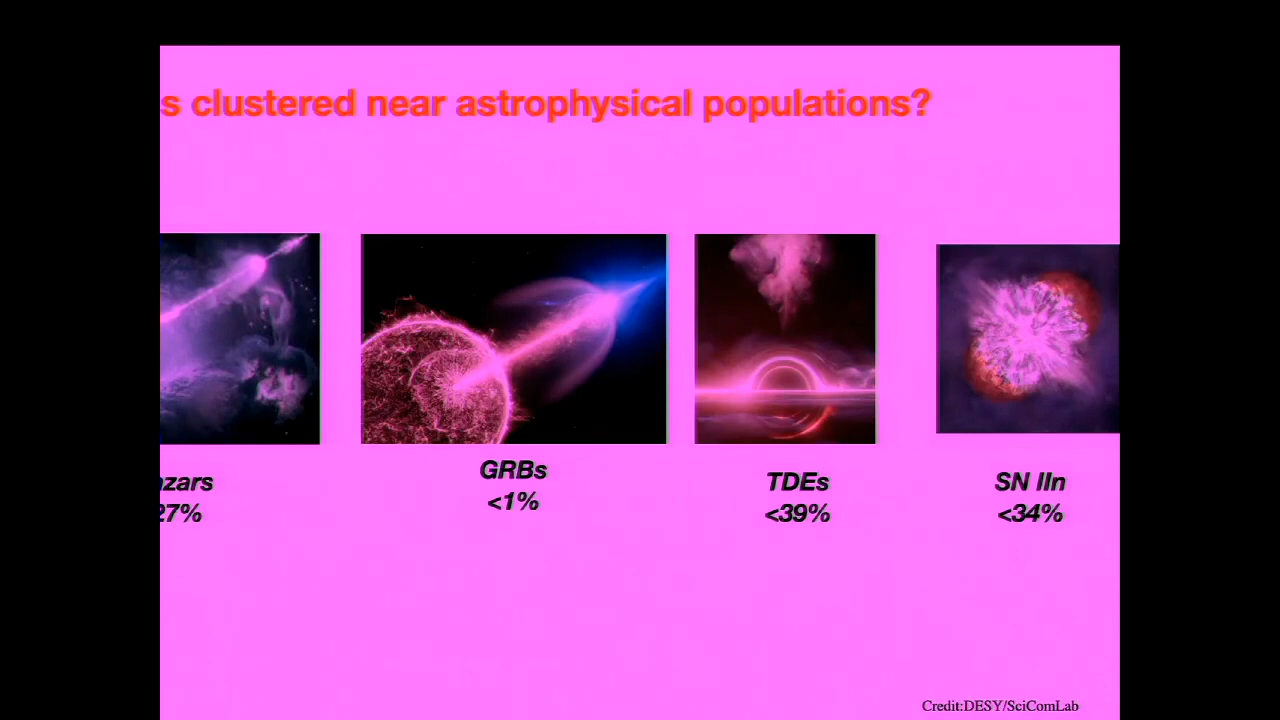 s clustered near astrophysical populations?
GRBs
<1%
zars
27%
TDEs
<39%
SN IIn
<34%
Credit:DESY/SciComLab